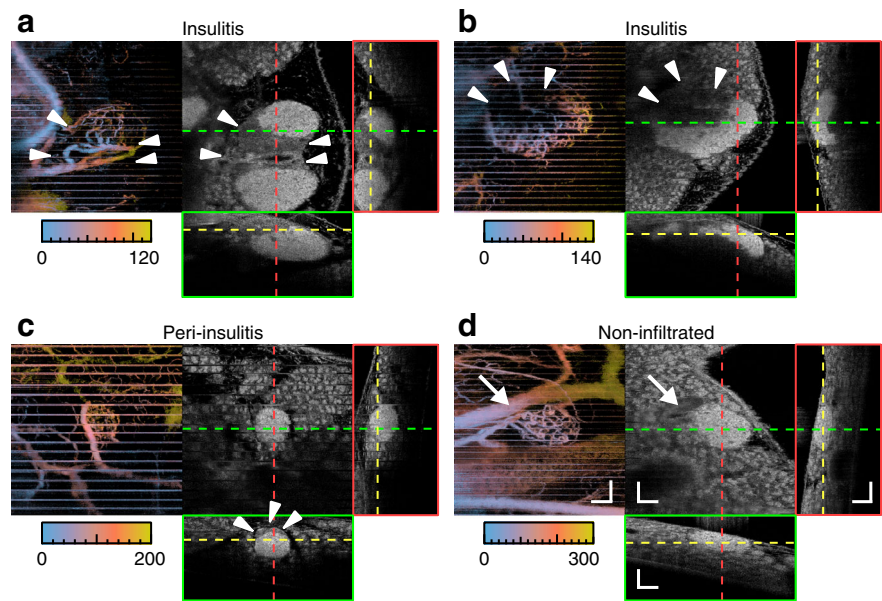 a
Insulitis
0 120
b
Insulitis
0 140
c
Peri-insulitis
0 200
d
Non-infiltrated
0 300